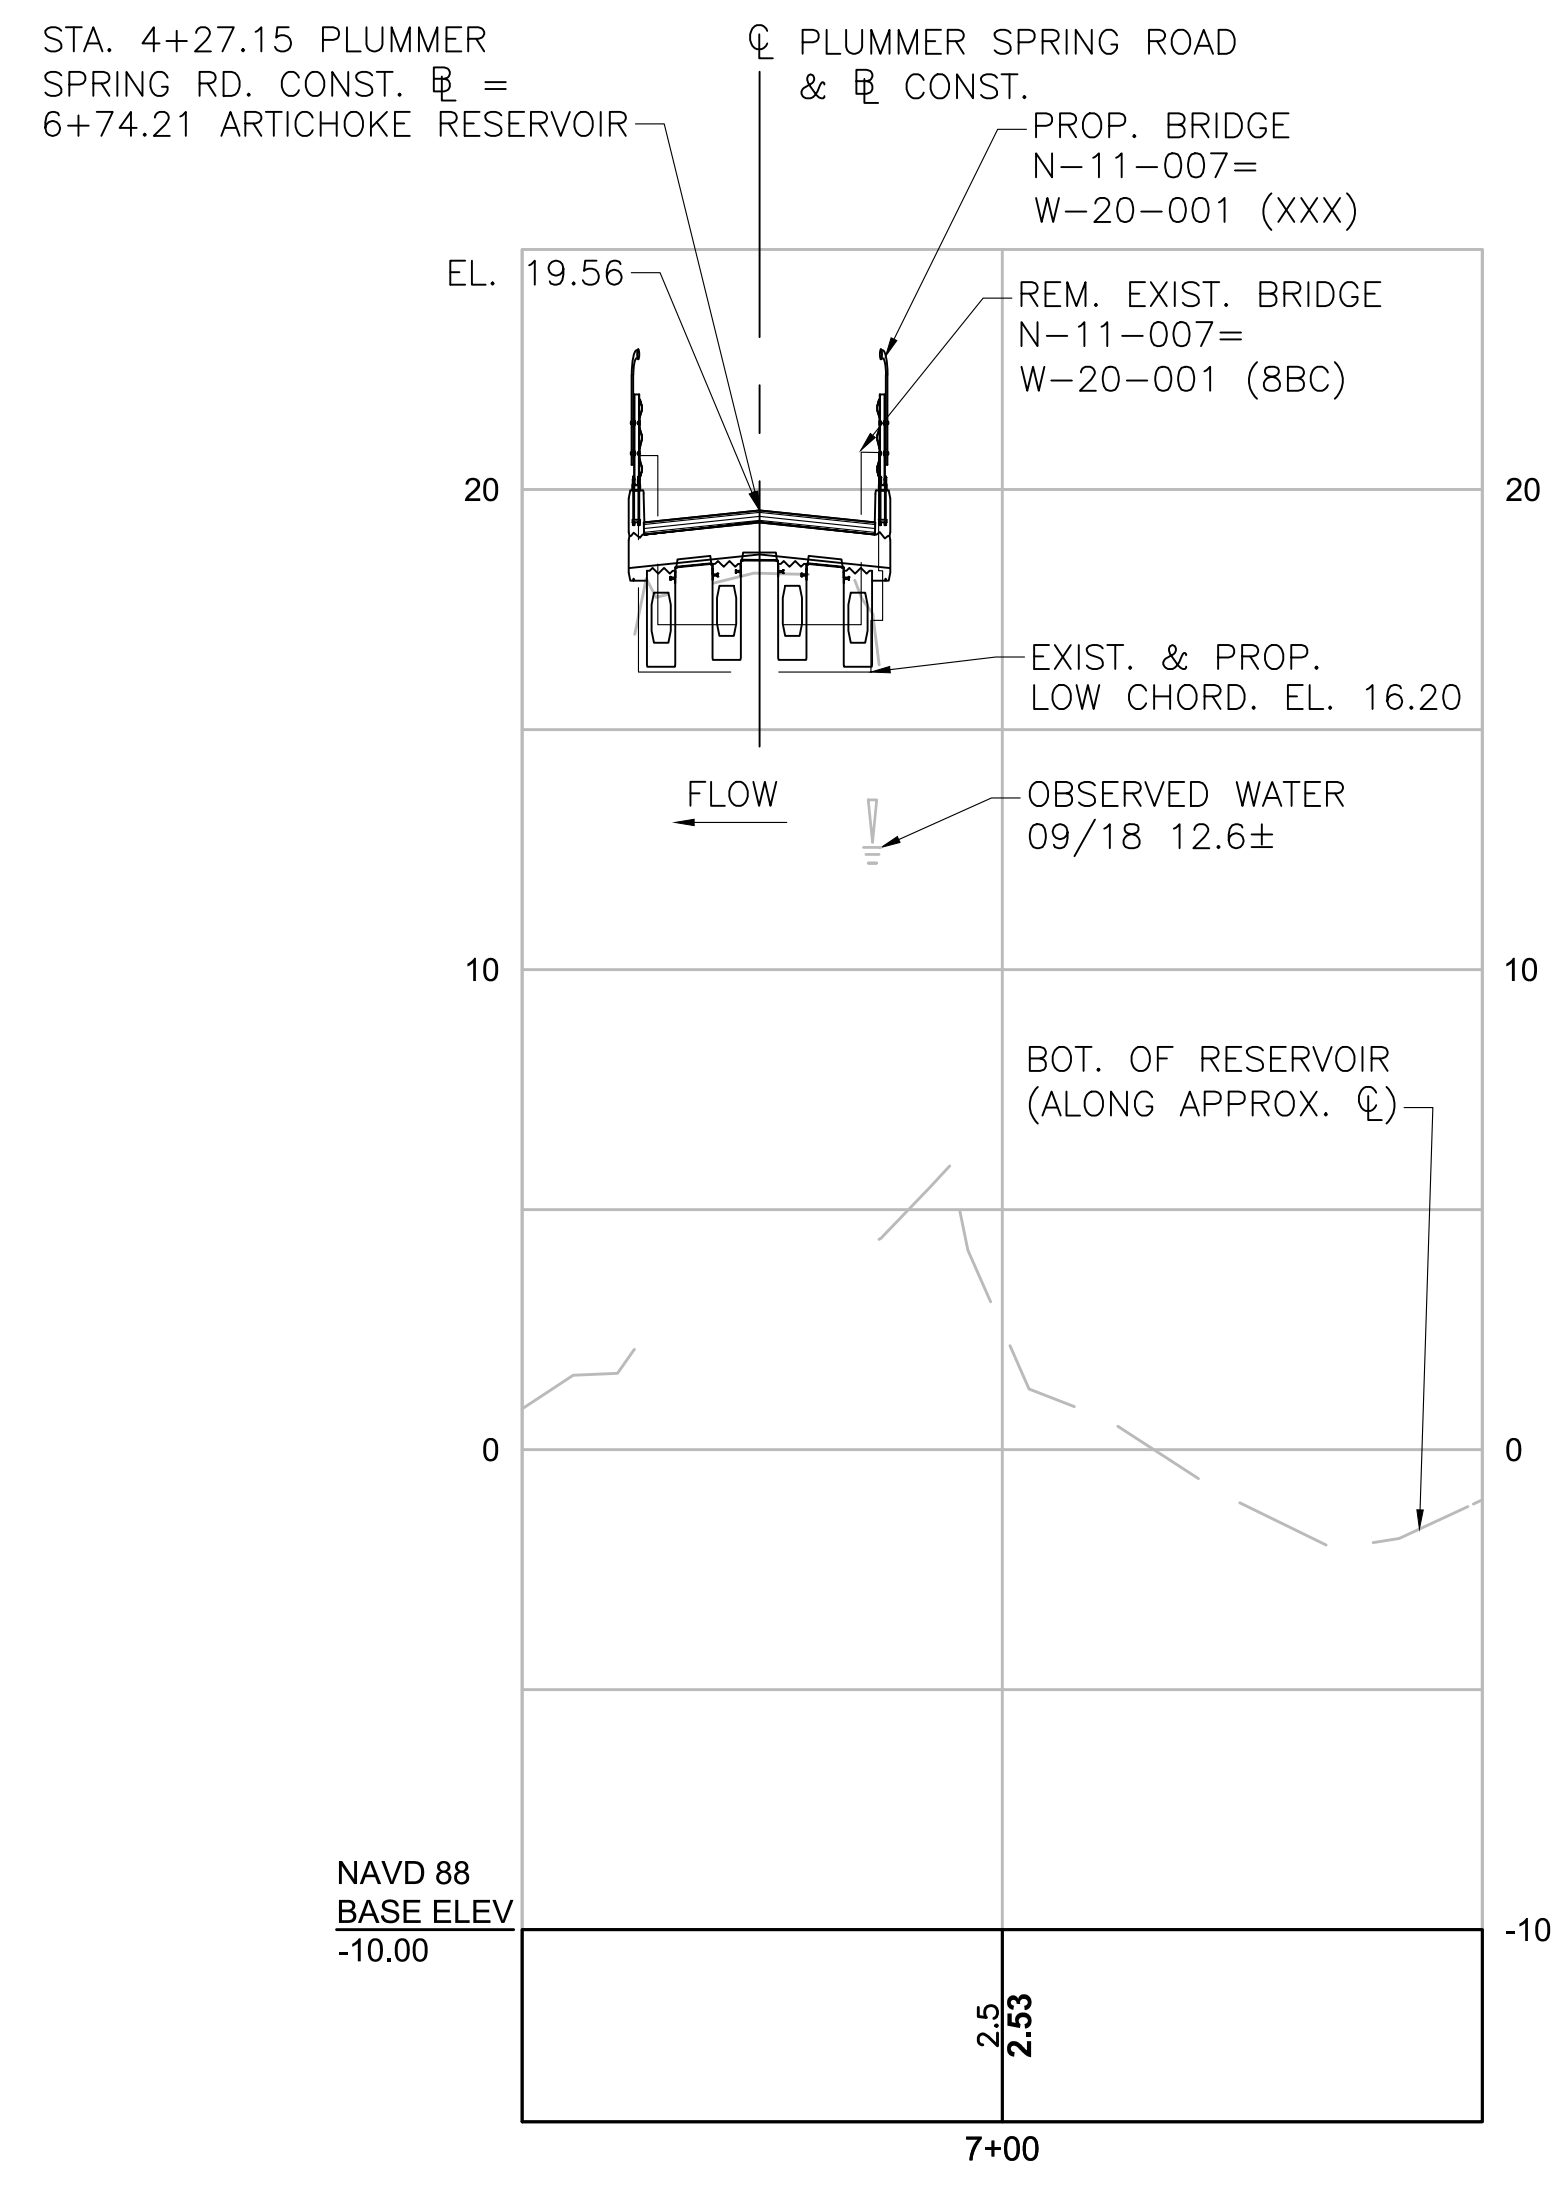 STA. 4+27.15 PLUMMER
SPRING RD. CONST. ⅊ =
6+74.21 ARTICHOKE RESERVOIR
℄ PLUMMER SPRING ROAD
& ⅊ CONST.
PROP. BRIDGE
N-11-007=
W-20-001 (XXX)
EL. 19.56
REM. EXIST. BRIDGE
N-11-007=
W-20-001 (8BC)
20
20
EXIST. & PROP.
LOW CHORD. EL. 16.20
FLOW
OBSERVED WATER
09/18 12.6±
10
10
BOT. OF RESERVOIR
(ALONG APPROX. ℄)
0
0
NAVD 88
BASE ELEV
-10.00
-10
2.5
2.53
7+00